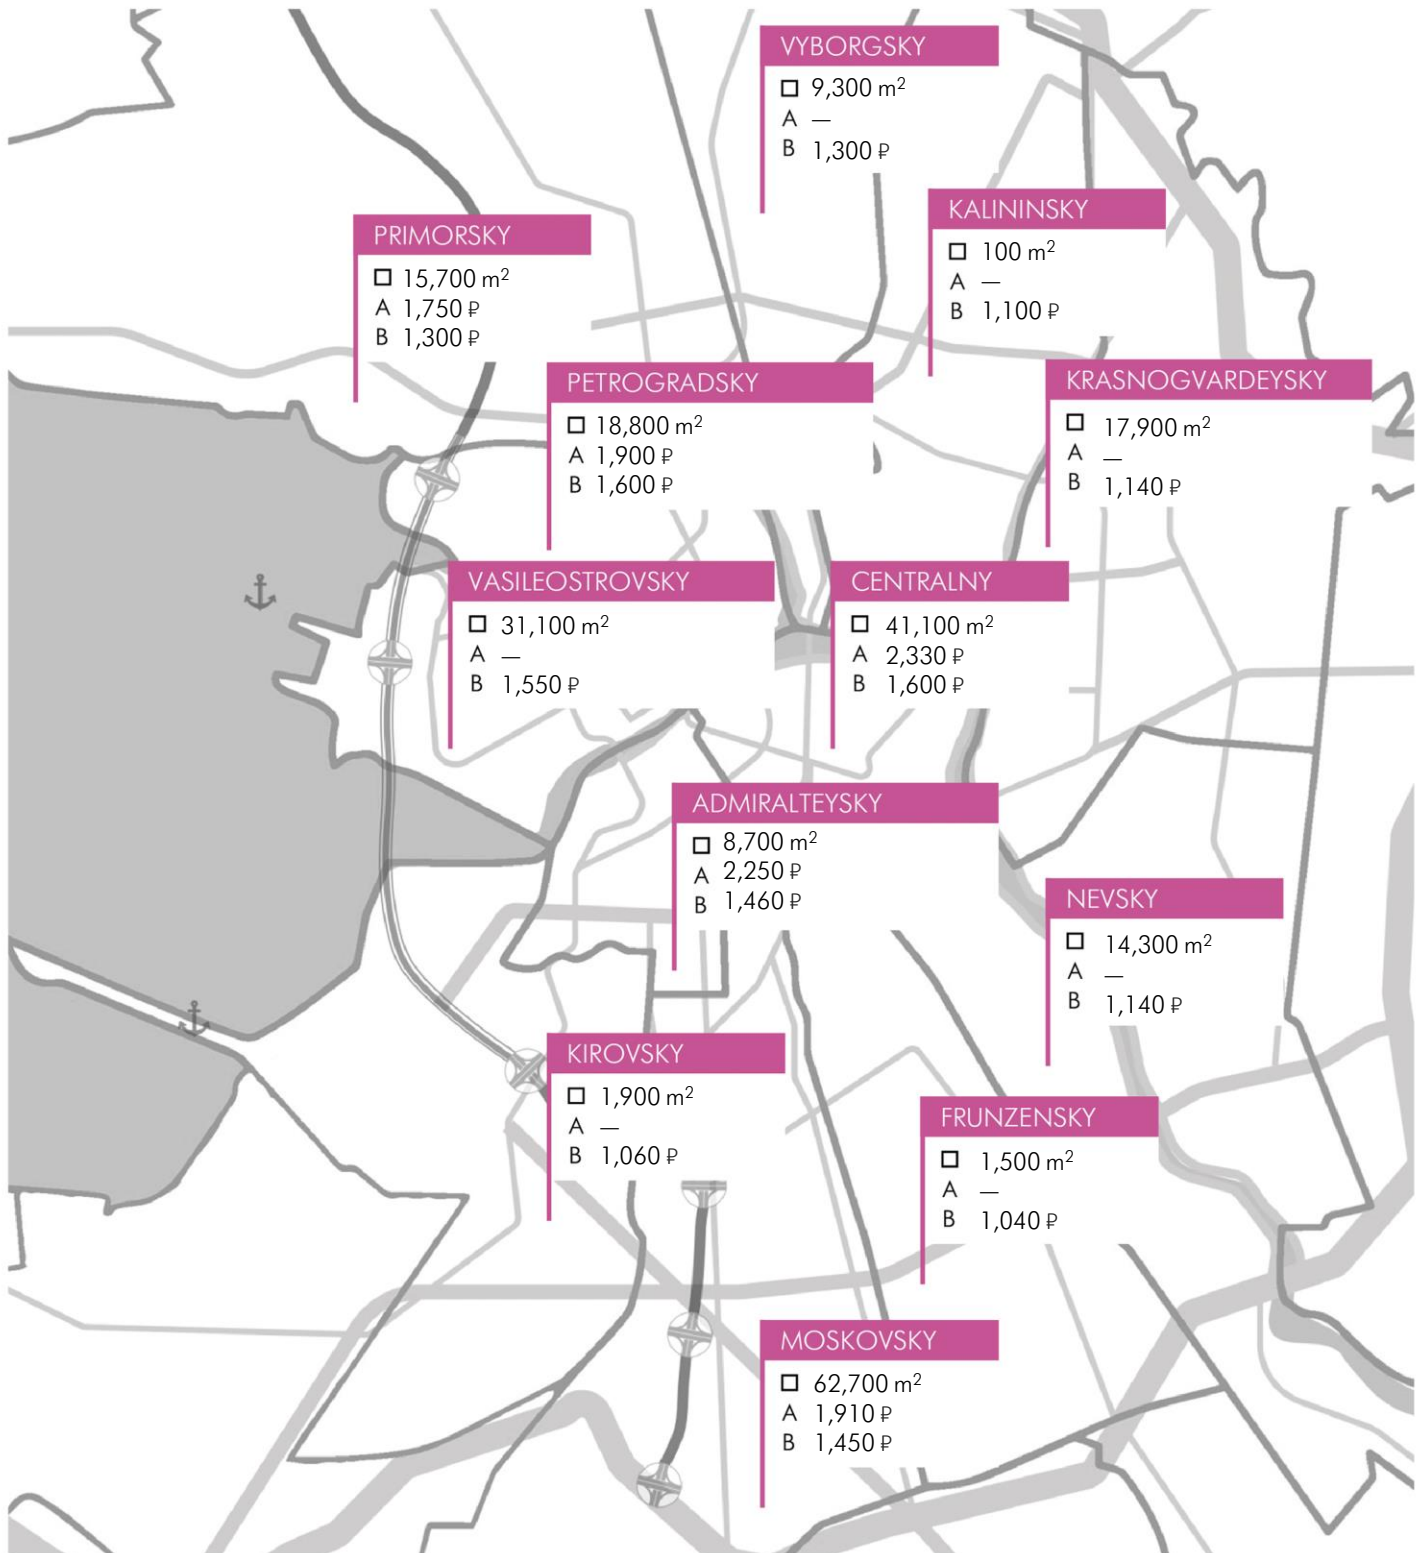 VYBORGSKY
□ 9,300 m²
A —
B 1,300 ₽
KALININSKY
□ 100 m²
A —
B 1,100 ₽
PRIMORSKY
□ 15,700 m²
A 1,750 ₽
B 1,300 ₽
PETROGRADSKY
□ 18,800 m²
A 1,900 ₽
B 1,600 ₽
KRASNOGVARDEYSKY
□ 17,900 m²
A —
B 1,140 ₽
VASILEOSTROVSKY
□ 31,100 m²
A —
B 1,550 ₽
CENTRALNY
□ 41,100 m²
A 2,330 ₽
B 1,600 ₽
ADMIRALTEYSKY
□ 8,700 m²
A 2,250 ₽
B 1,460 ₽
NEVSKY
□ 14,300 m²
A —
B 1,140 ₽
KIROVSKY
□ 1,900 m²
A —
B 1,060 ₽
FRUNZENSKY
□ 1,500 m²
A —
B 1,040 ₽
MOSKOVSKY
□ 62,700 m²
A 1,910 ₽
B 1,450 ₽